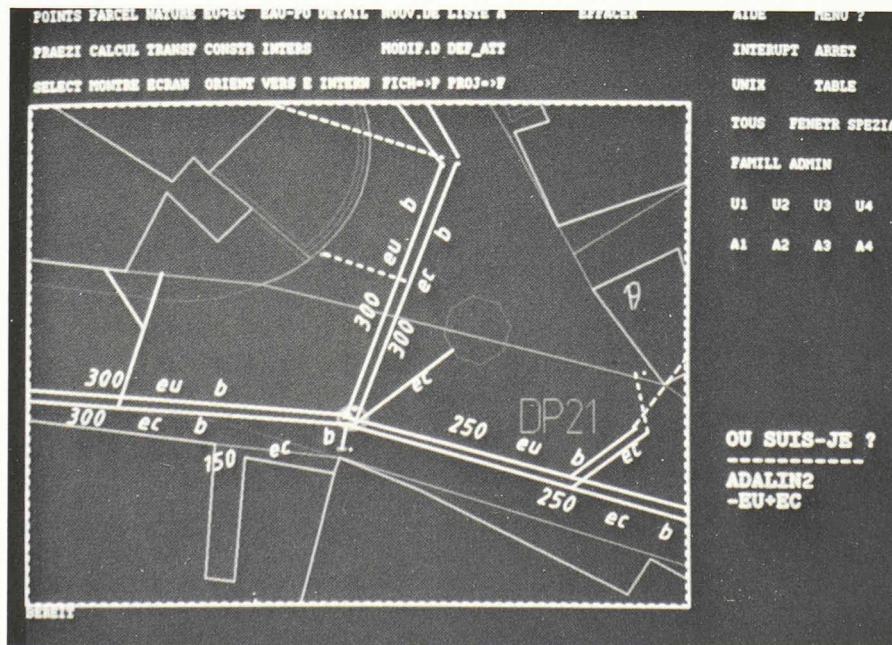 POINTS PARCEL NATURE EU+EC EAU-PO DETAIL NOUV.DE LISTE A EFFACER AIDE MENU ?
PRAEZI CALCUL TRANSF CONSTR INTERS MODIF.D DEF_ATT INTERUPT ARRET
SELECT MONTRE ECRAN ORIENT VERS E INTERN FICH=>P PROJ=>P UNIX TABLE
TOUS FENETR SPEZIA
FAMILL ADMIN
U1 U2 U3 U4
A1 A2 A3 A4
eu b
300
ec b
300
19
300 eu b
300 ec b
ec
150 ec b
DP21
250 eu b
ec
250 ec b
OU SUIS-JE ?
------------
ADALIN2
-EU+EC
BEREIT